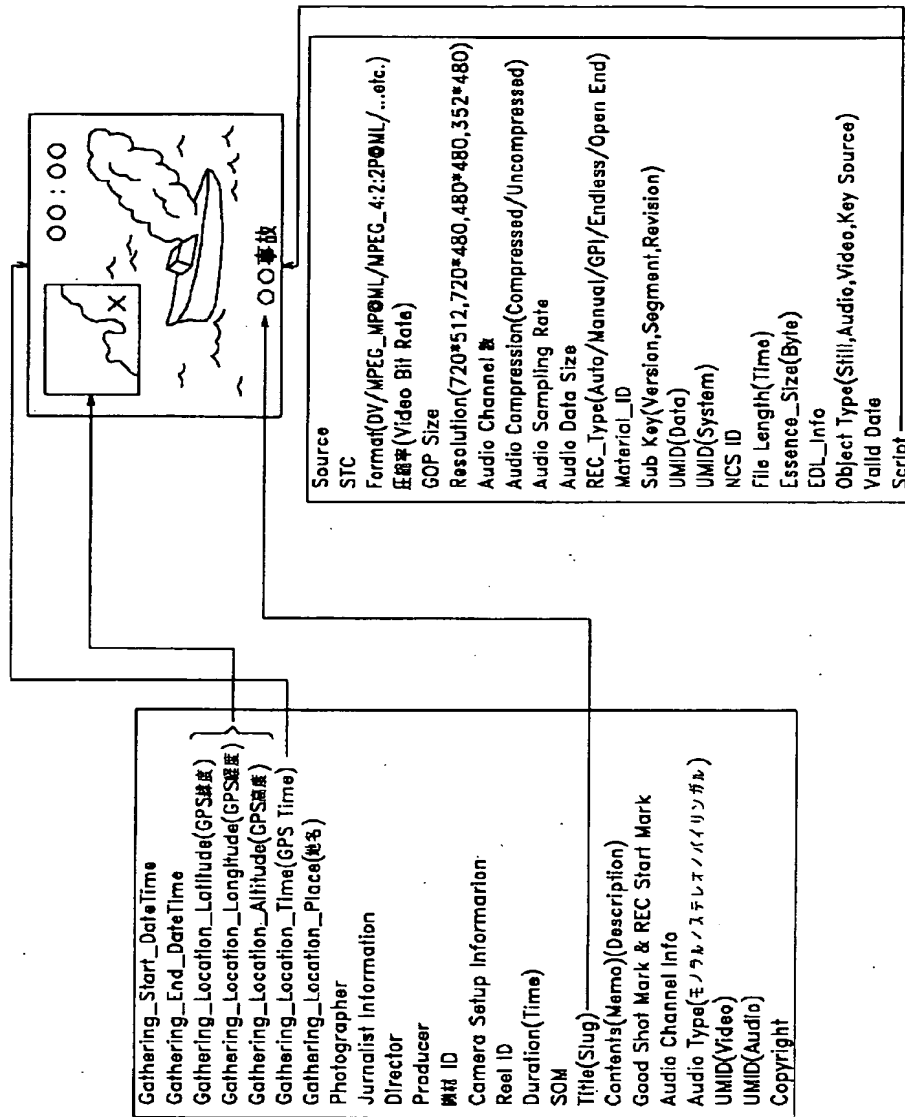 ○○:○○
○○事故
Gathering_Start_DateTime
Gathering_End_DateTime
Gathering_Location_Latitude(GPS緯度)
Gathering_Location_Longitude(GPS経度)
Gathering_Location_Altitude(GPS高度)
Gathering_Location_Time(GPS Time)
Gathering_Location_Place(地名)
Photographer
Jurnalist Information
Director
Producer
素材 ID
Camera Setup Informarion
Reel ID
Duration(Time)
SOM
Title(Slug)
Contents(Memo)(Description)
Good Shot Mark & REC Start Mark
Audio Channel Info
Audio Type(モノラル/ステレオ/バイリンガル)
UMID(Video)
UMID(Audio)
Copyright
Source
STC
Format(DV/MPEG_MP@ML/MPEG_4:2:2P@ML/...etc.)
圧縮率(Video Bit Rate)
GOP Size
Resolution(720*512,720*480,480*480,352*480)
Audio Channel 数
Audio Compression(Compressed/Uncompressed)
Audio Sampling Rate
Audio Data Size
REC_Type(Auto/Manual/GPI/Endless/Open End)
Material_ID
Sub Key(Version,Segment,Revision)
UMID(Data)
UMID(System)
NCS ID
File Length(Time)
Essence_Size(Byte)
EDL_Info
Object Type(Still,Audio,Video,Key Source)
Valid Date
Script